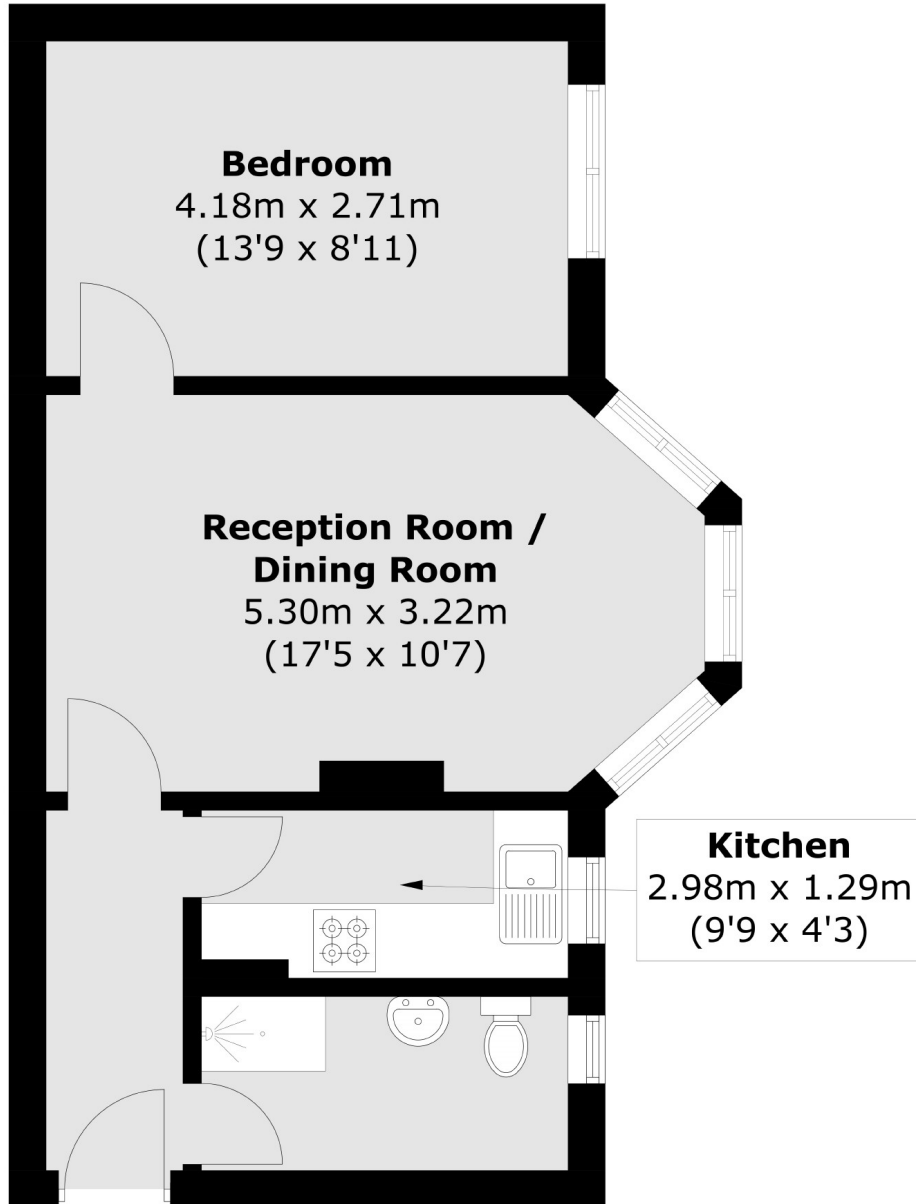 Bedroom
4.18m x 2.71m
(13'9 x 8'11)
Reception Room /
Dining Room
5.30m x 3.22m
(17'5 x 10'7)
Kitchen
2.98m x 1.29m
(9'9 x 4'3)